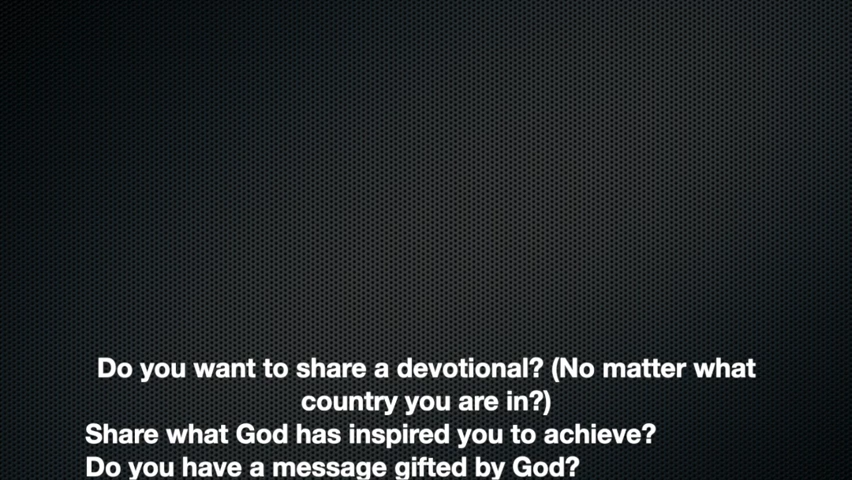 Do you want to share a devotional? (No matter what
country you are in?)
Share what God has inspired you to achieve?
Do you have a message gifted by God?